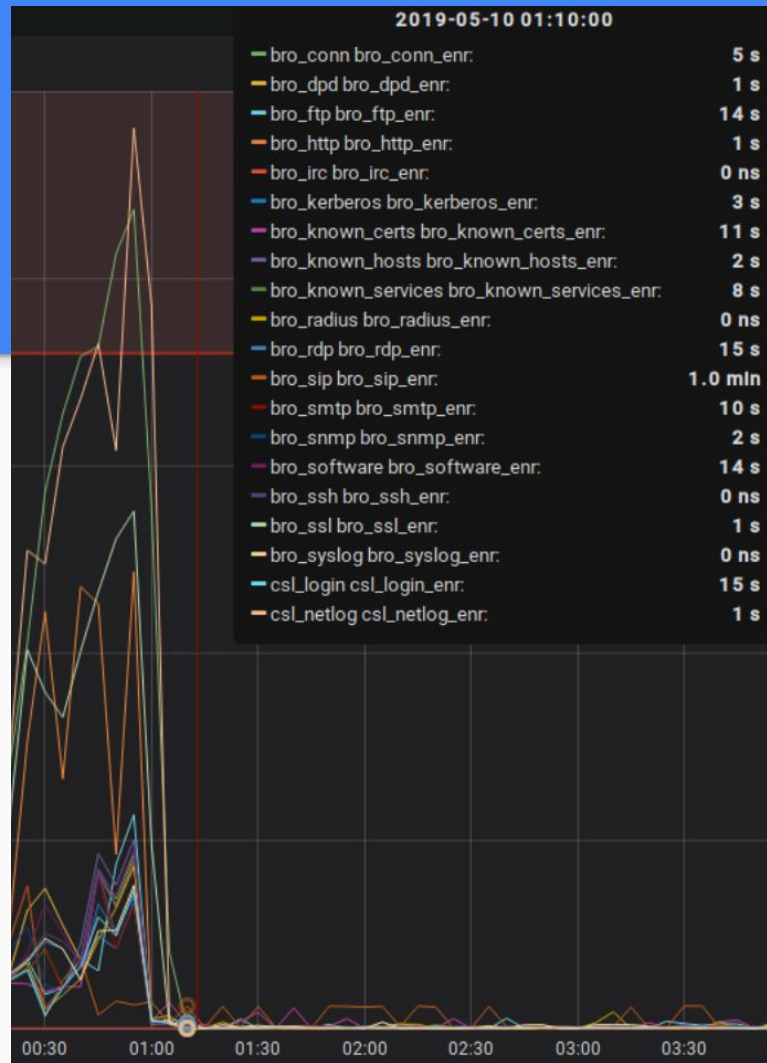 2019-05-10 01:10:00
bro_conn bro_conn_enr: 5 s
bro_dpd bro_dpd_enr: 1 s
bro_ftp bro_ftp_enr: 14 s
bro_http bro_http_enr: 1 s
bro_irc bro_irc_enr: 0 ns
bro_kerberos bro_kerberos_enr: 3 s
bro_known_certs bro_known_certs_enr: 11 s
bro_known_hosts bro_known_hosts_enr: 2 s
bro_known_services bro_known_services_enr: 8 s
bro_radius bro_radius_enr: 0 ns
bro_rdp bro_rdp_enr: 15 s
bro_sip bro_sip_enr: 1.0 min
bro_smtp bro_smtp_enr: 10 s
bro_snmp bro_snmp_enr: 2 s
bro_software bro_software_enr: 14 s
bro_ssh bro_ssh_enr: 0 ns
bro_ssl bro_ssl_enr: 1 s
bro_syslog bro_syslog_enr: 0 ns
csl_login csl_login_enr: 15 s
csl_netlog csl_netlog_enr: 1 s
00:30 01:00 01:30 02:00 02:30 03:00 03:30